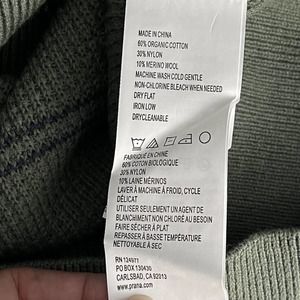 MADE IN CHINA
60% ORGANIC COTTON
30% NYLON
10% MERINO WOOL
MACHINE WASH COLD GENTLE
NON-CHLORINE BLEACH WHEN NEEDED
DRY FLAT
IRON LOW
DRYCLEANABLE
FABRIQUÉ EN CHINE
60% COTON BIOLOGIQUE
30% NYLON
10% LAINE MÉRINOS
LAVER À MACHINE À FROID, CYCLE
DÉLICAT
UTILISER SEULEMENT UN AGENT DE
BLANCHIMENT NON CHLORÉ AU BESOIN
FAIRE SÉCHER À PLAT
REPASSER À BASSE TEMPÉRATURE
NETTOYABLE À SEC
RN 124971
PO BOX 130430
CARLSBAD, CA 92013
www.prana.com